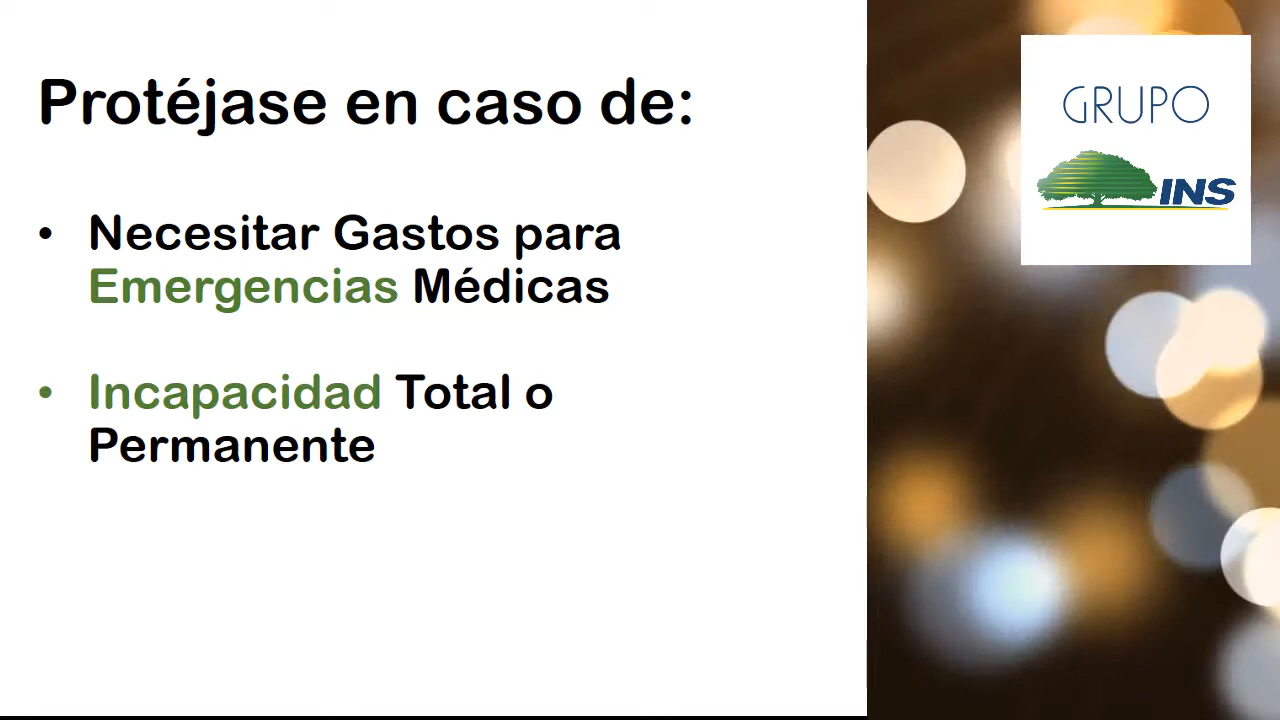 Protéjase en caso de:
• Necesitar Gastos para
Emergencias Médicas
• Incapacidad Total o
Permanente
GRUPO
INS